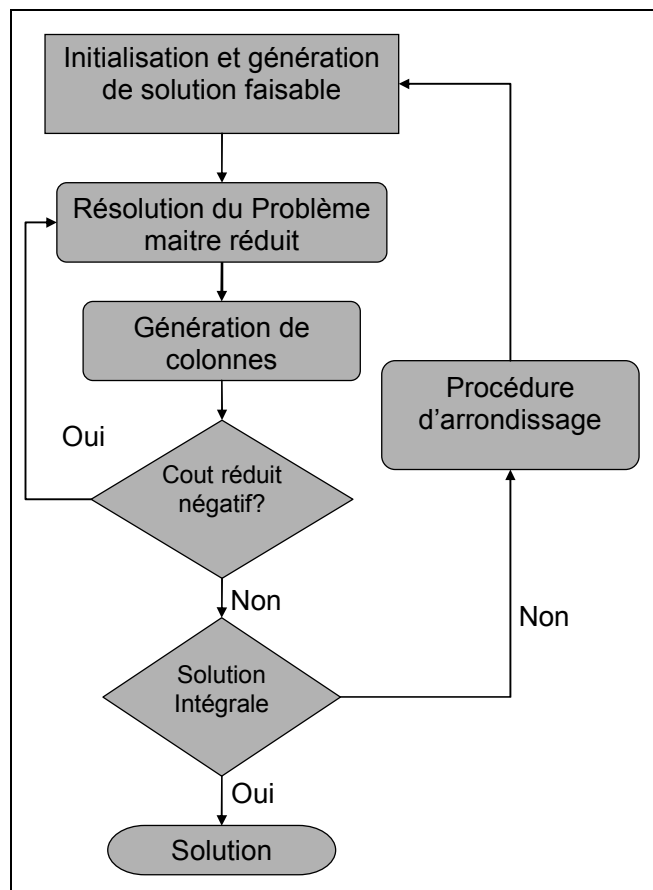 Initialisation et génération
de solution faisable
Résolution du Problème
maitre réduit
Génération de
colonnes
Procédure
d'arrondissage
Oui
Cout réduit
négatif?
Non
Non
Solution
Intégrale
Oui
Solution